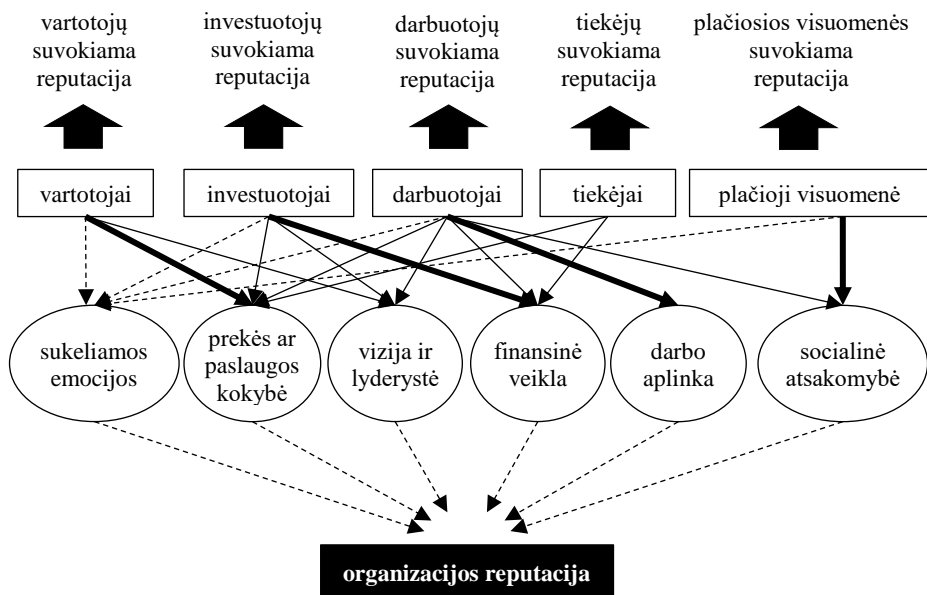 vartotojų
suvokiama
reputacija
investuotojų
suvokiama
reputacija
darbuotojų
suvokiama
reputacija
tiekėjų
suvokiama
reputacija
plačiosios visuomenės
suvokiama
reputacija
vartotojai
investuotojai
darbuotojai
tiekėjai
plačioji visuomenė
sukeliamos
emocijos
prekės ar
paslaugos
kokybė
vizija ir
lyderystė
finansinė
veikla
darbo
aplinka
socialinė
atsakomybė
organizacijos reputacija